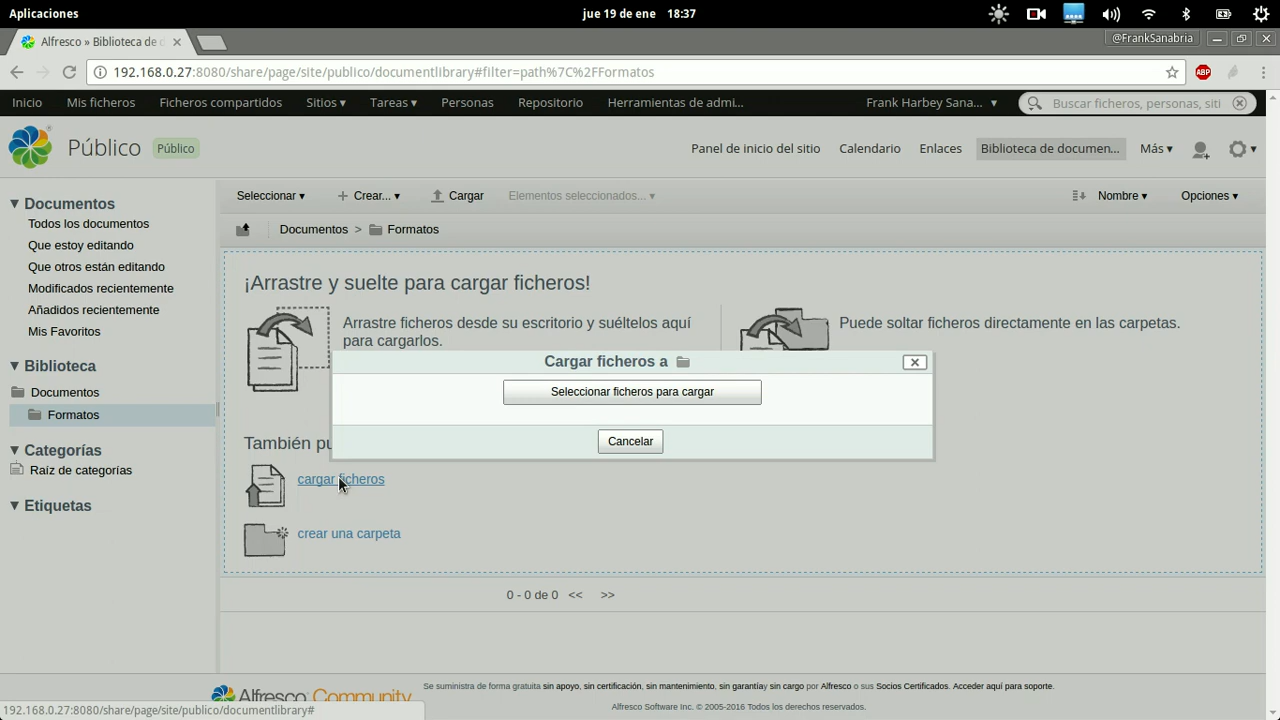 Aplicaciones
jue 19 de ene 18:37
Alfresco » Biblioteca de d
@FrankSanabria
192.168.0.27:8080/share/page/site/publico/documentlibrary#filter=path%7C%2FFormatos
ABP
Inicio Mis ficheros Ficheros compartidos Sitios ▾ Tareas ▾ Personas Repositorio Herramientas de admi... Frank Harbey Sana... ▾ Buscar ficheros, personas, siti
Público Público
Panel de inicio del sitio Calendario Enlaces Biblioteca de documen... Más ▾
Documentos
Todos los documentos
Que estoy editando
Que otros están editando
Modificados recientemente
Añadidos recientemente
Mis Favoritos
Biblioteca
Documentos
Formatos
Categorías
Raíz de categorías
Etiquetas
Seleccionar ▾ Crear... ▾ Cargar Elementos seleccionados... ▾ Nombre ▾ Opciones ▾
Documentos > Formatos
¡Arrastre y suelte para cargar ficheros!
Arrastre ficheros desde su escritorio y suéltelos aquí
para cargarlos.
Puede soltar ficheros directamente en las carpetas.
Cargar ficheros a
Seleccionar ficheros para cargar
Cancelar
También pu
cargar ficheros
crear una carpeta
0 - 0 de 0 << >>
Alfresco Community
Se suministra de forma gratuita sin apoyo, sin certificación, sin mantenimiento, sin garantíay sin cargo por Alfresco o sus Socios Certificados. Acceder aquí para soporte.
Alfresco Software Inc. © 2005-2016 Todos los derechos reservados.
192.168.0.27:8080/share/page/site/publico/documentlibrary#